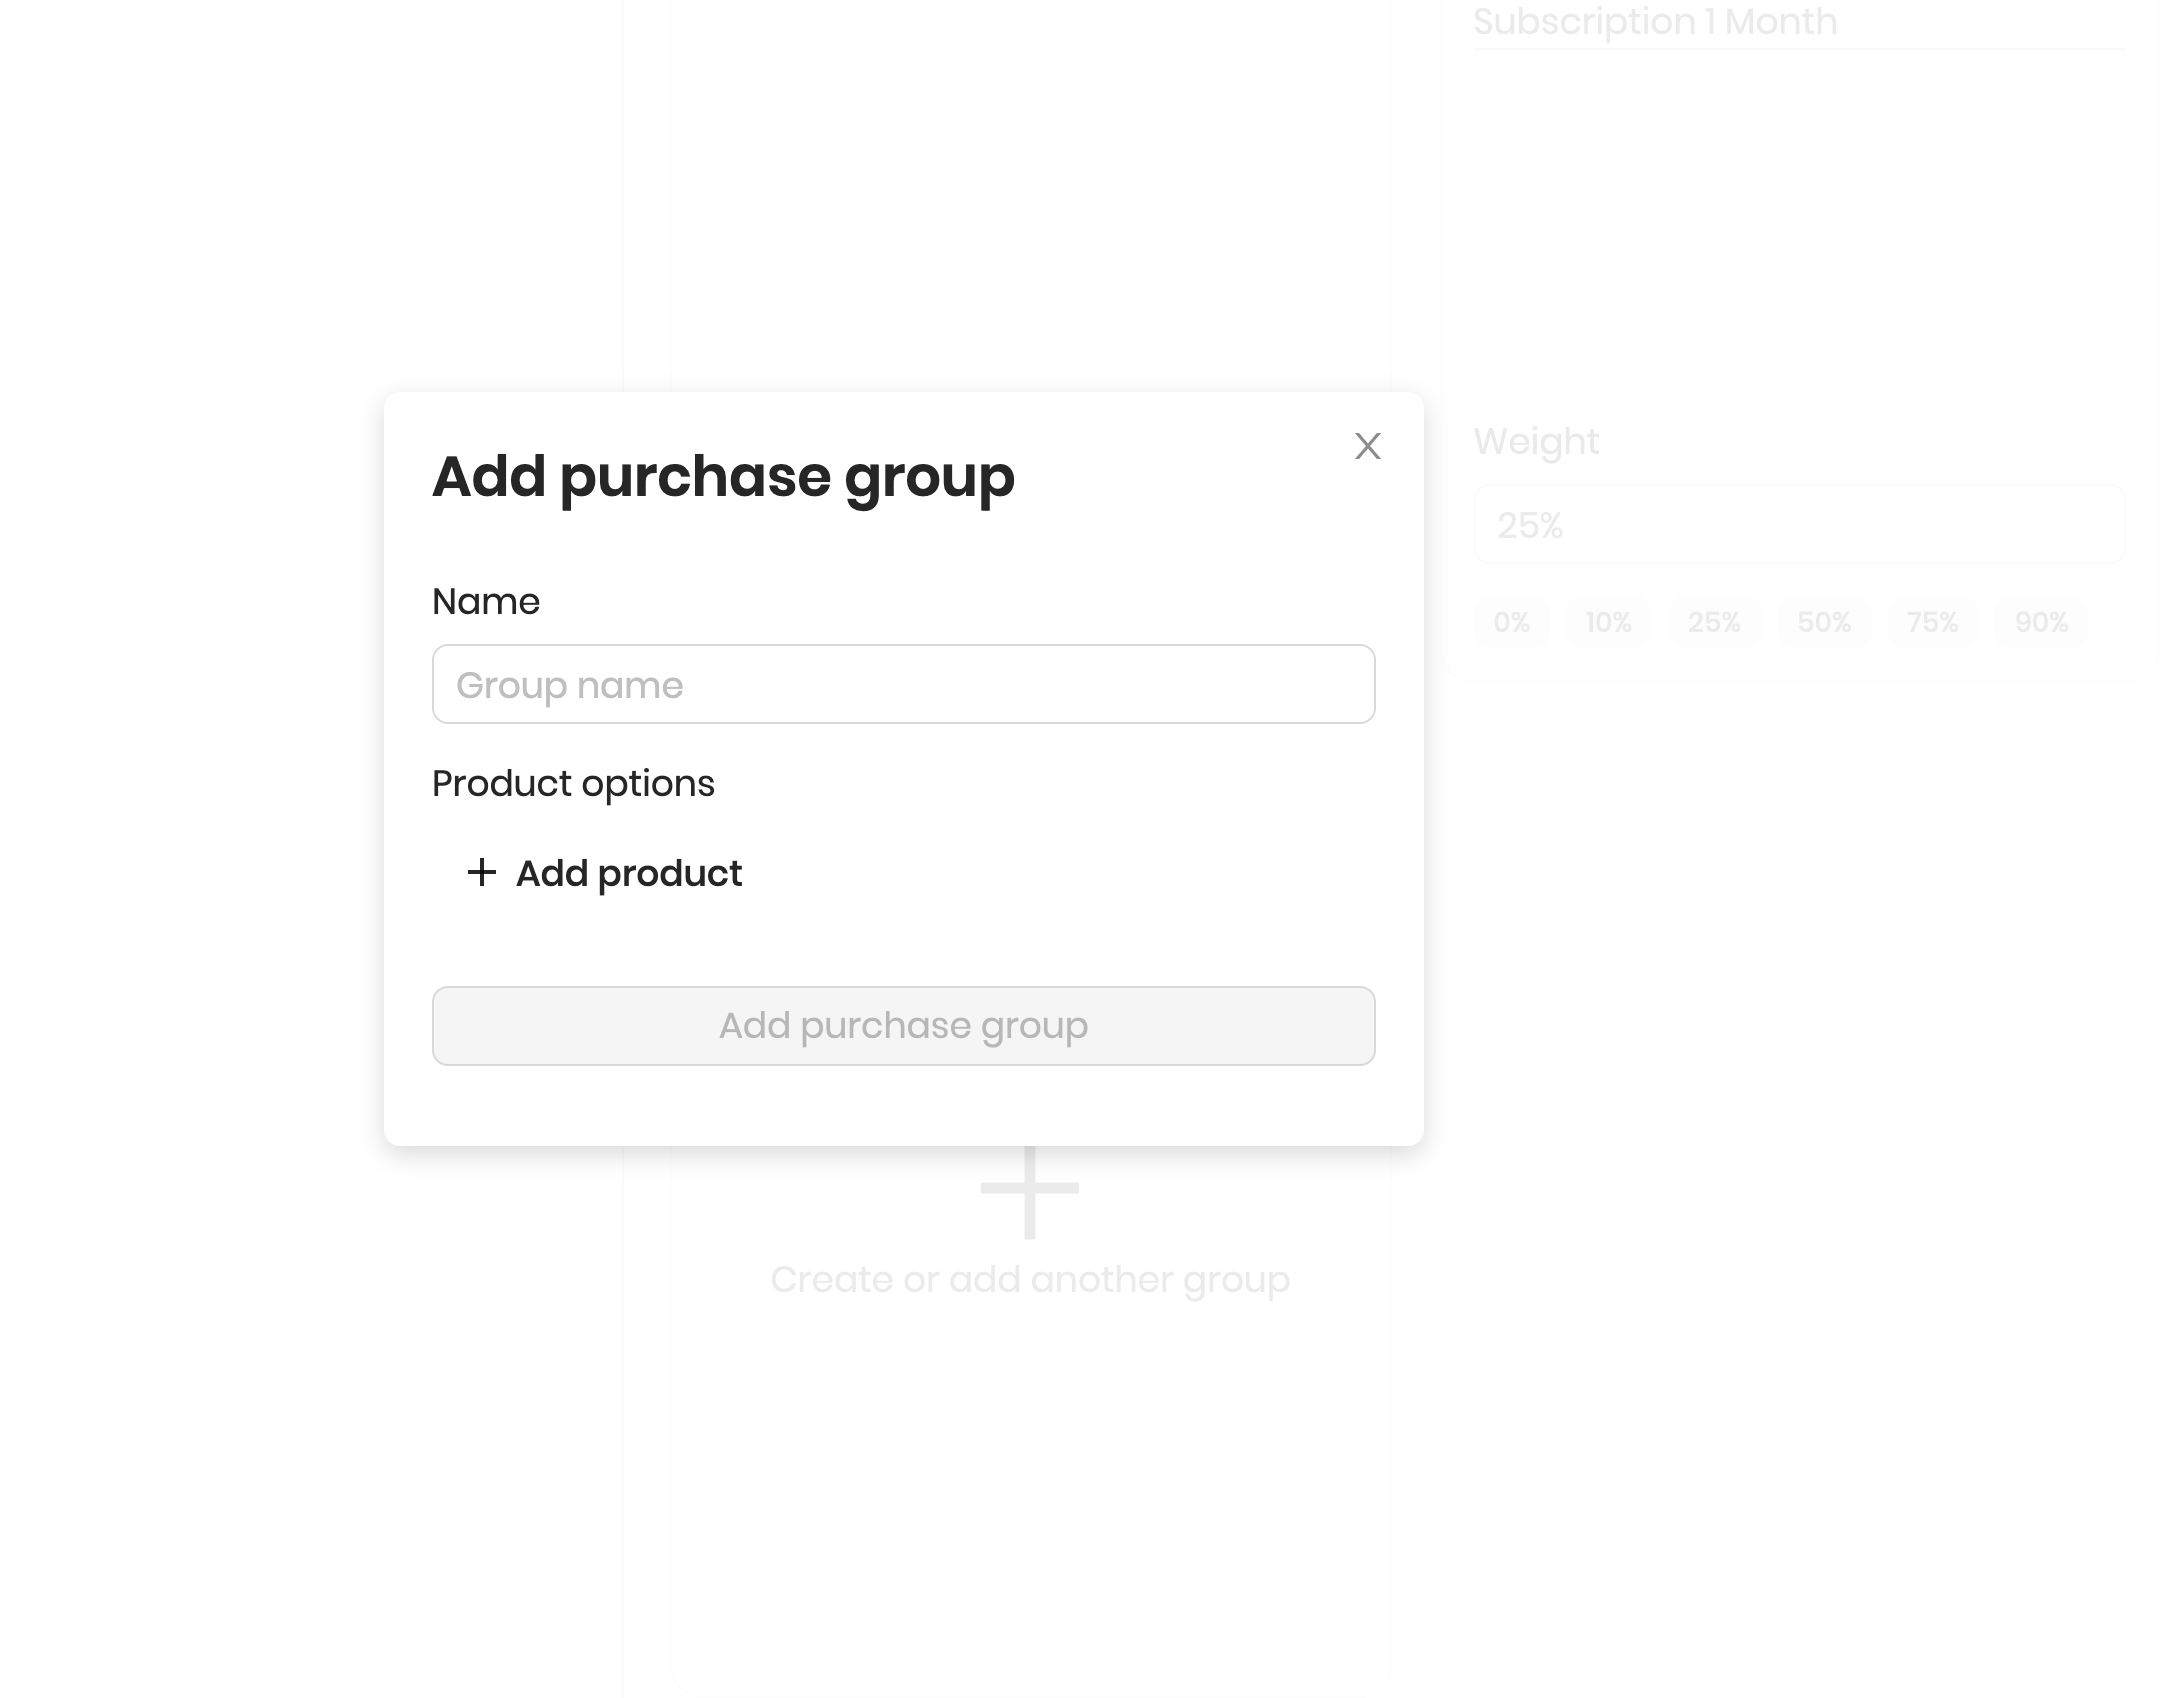 Subscription 1 Month
Add purchase group
Name
Group name
Product options
Add product
Add purchase group
Weight
25%
0% 10% 25% 50% 75% 90%
Create or add another group